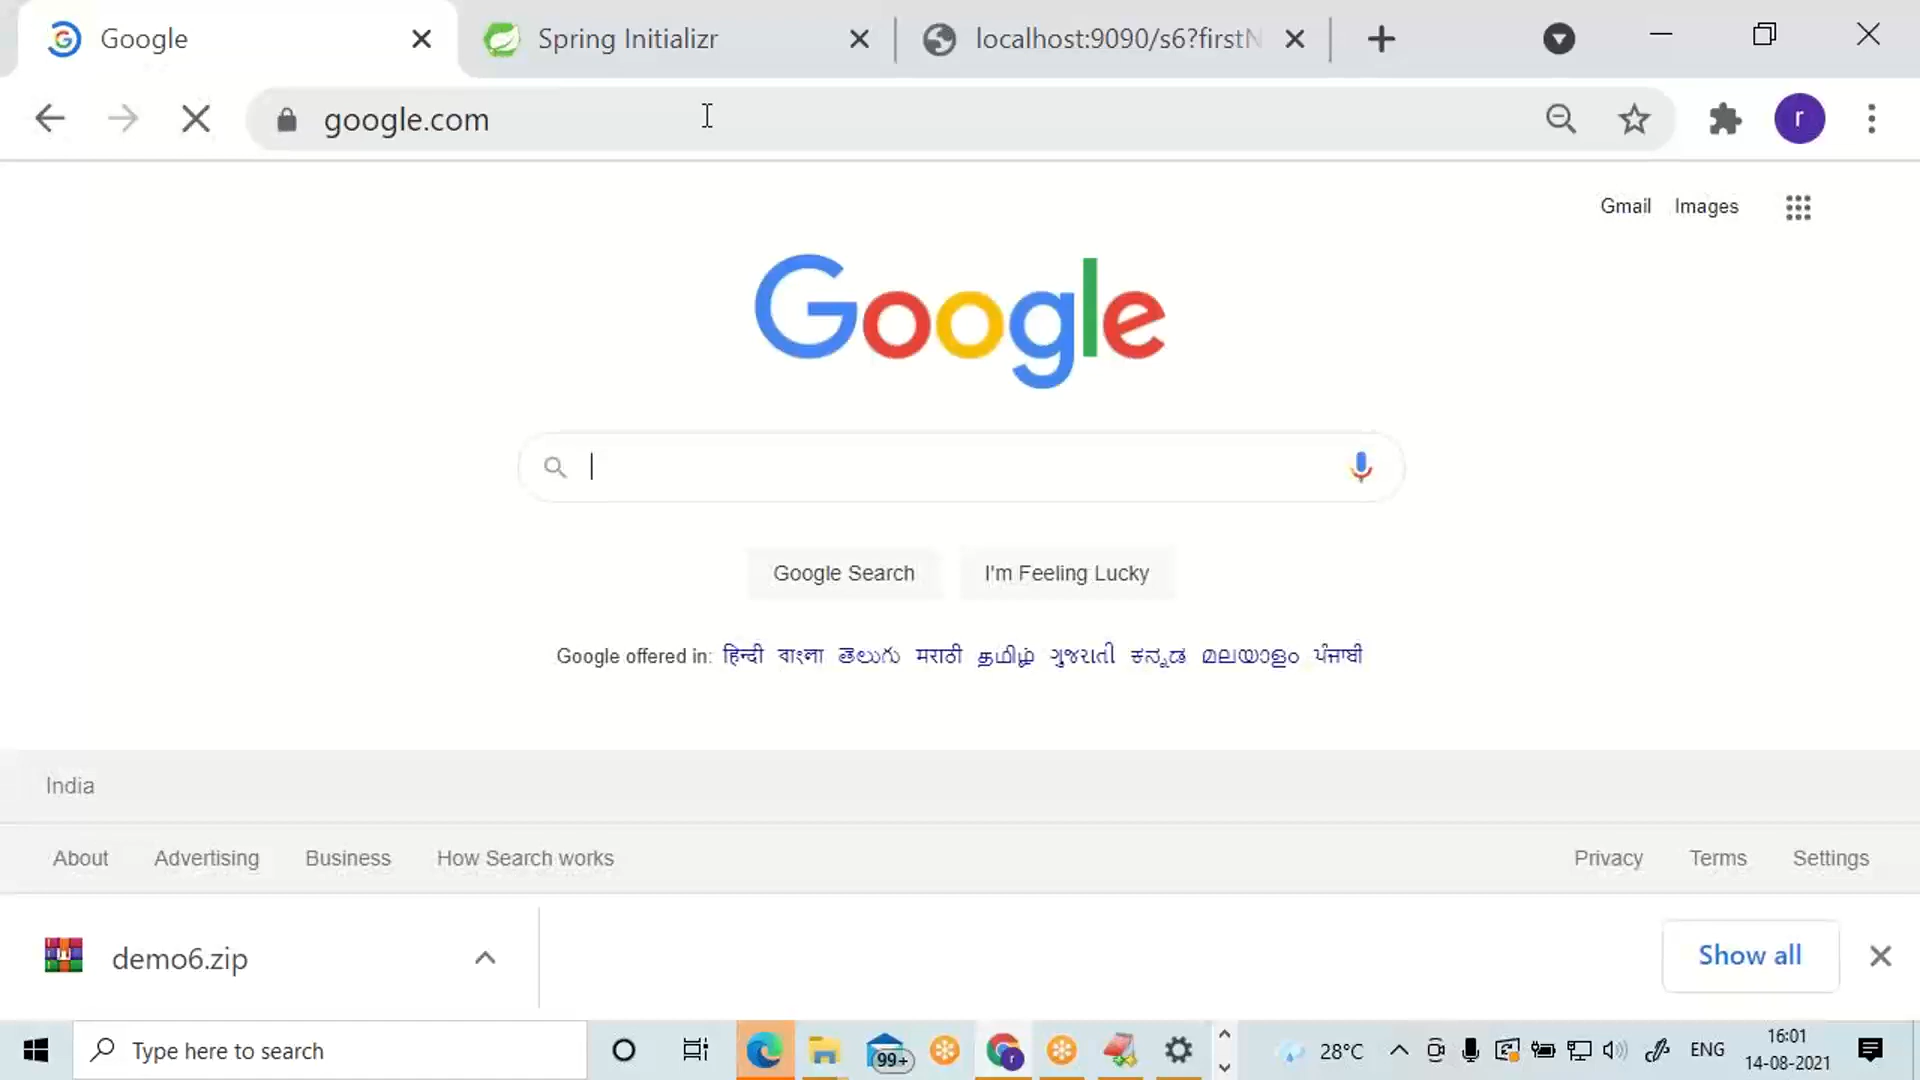 Google
Spring Initializr
localhost:9090/s6?firstN
google.com
r
Gmail Images
Google
Google Search
I'm Feeling Lucky
Google offered in: हिन्दी বাংলা తెలుగు मराठी தமிழ் ગુજરાતી ಕನ್ನಡ മലയാളം ਪੰਜਾਬੀ
India
About Advertising Business How Search works
Privacy Terms Settings
demo6.zip
Show all
Type here to search
99+
r
28°C
ENG
16:01
14-08-2021